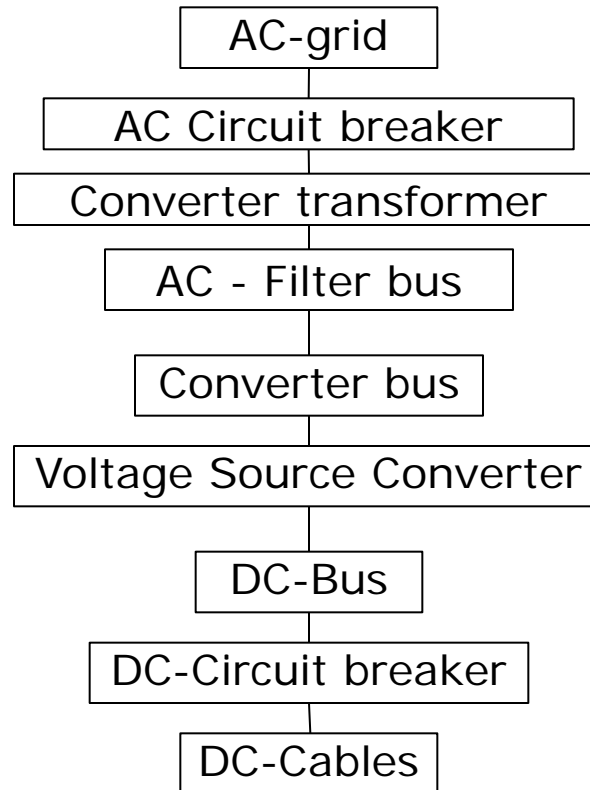 AC-grid
AC Circuit breaker
Converter transformer
AC - Filter bus
Converter bus
Voltage Source Converter
DC-Bus
DC-Circuit breaker
DC-Cables